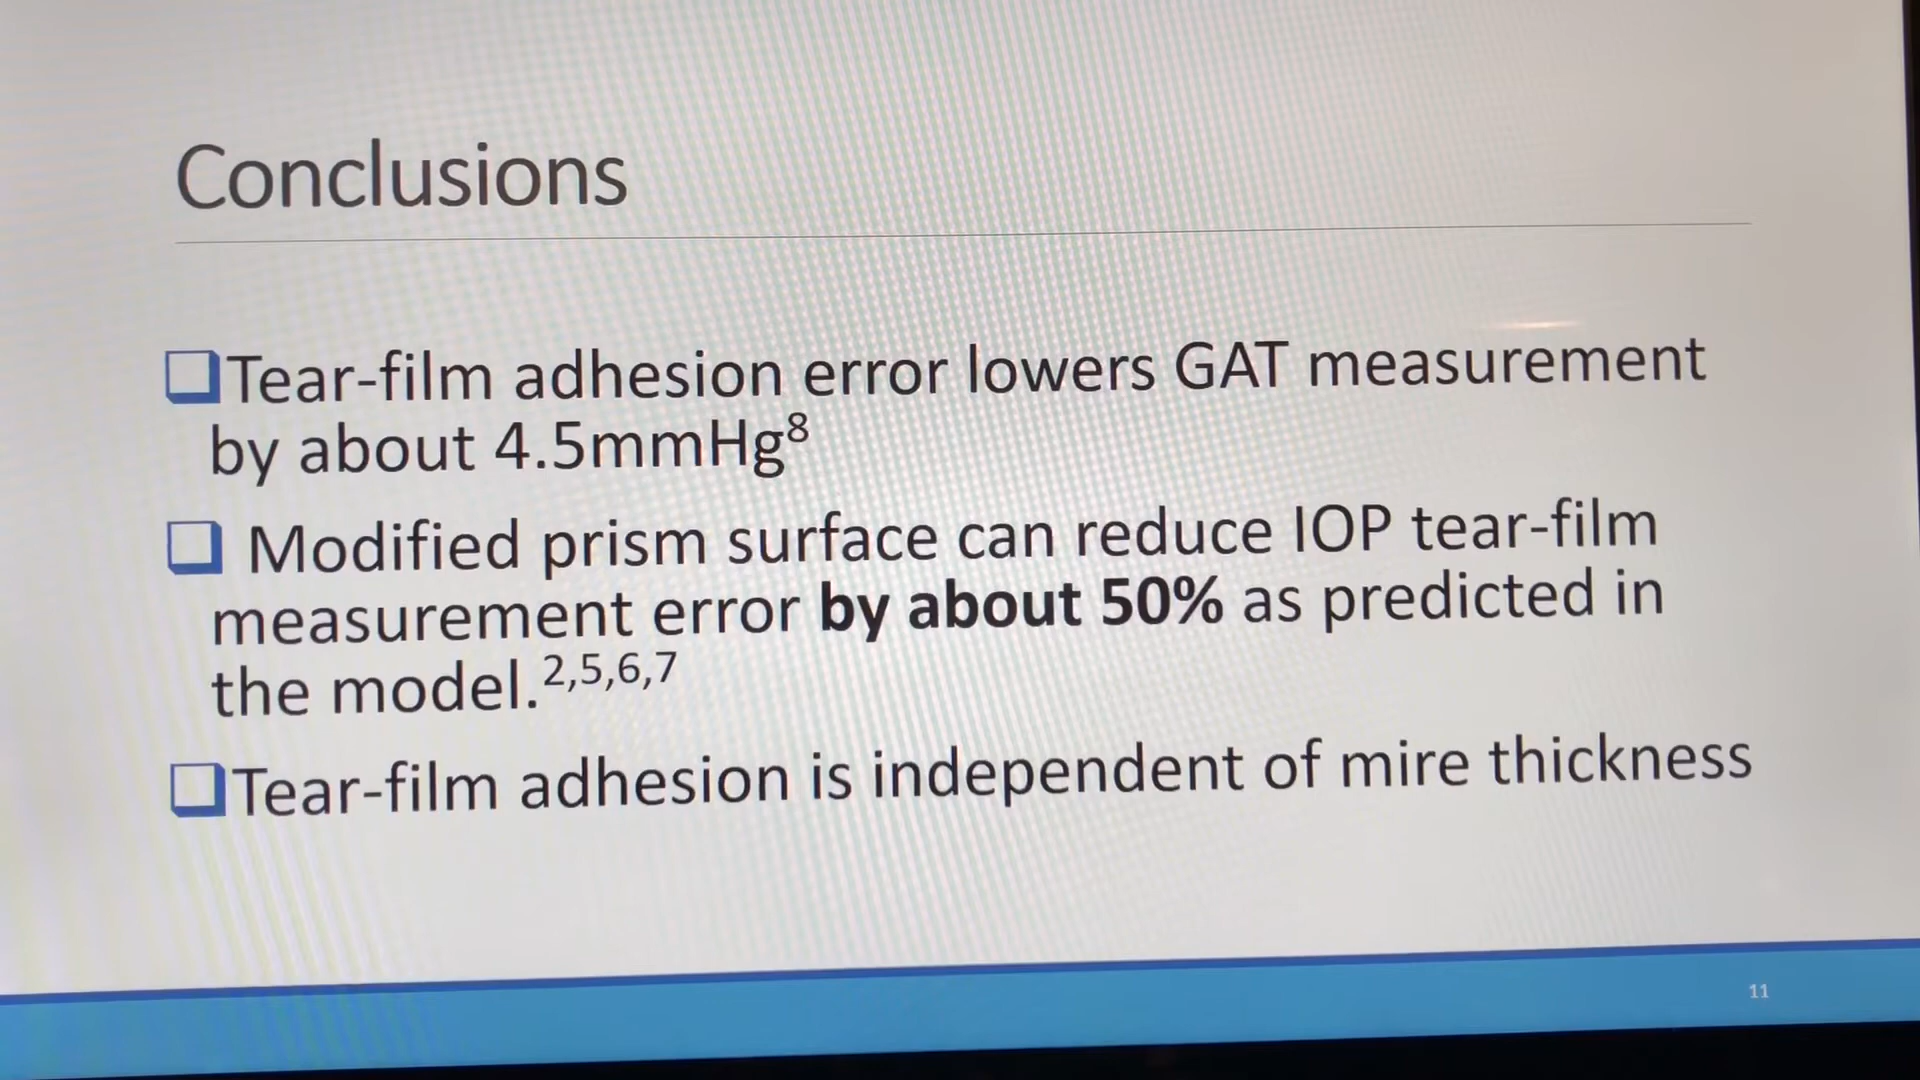 Conclusions
❑Tear-film adhesion error lowers GAT measurement
by about 4.5mmHg⁸
❑ Modified prism surface can reduce IOP tear-film
measurement error by about 50% as predicted in
the model.²,⁵,⁶,⁷
❑Tear-film adhesion is independent of mire thickness
11